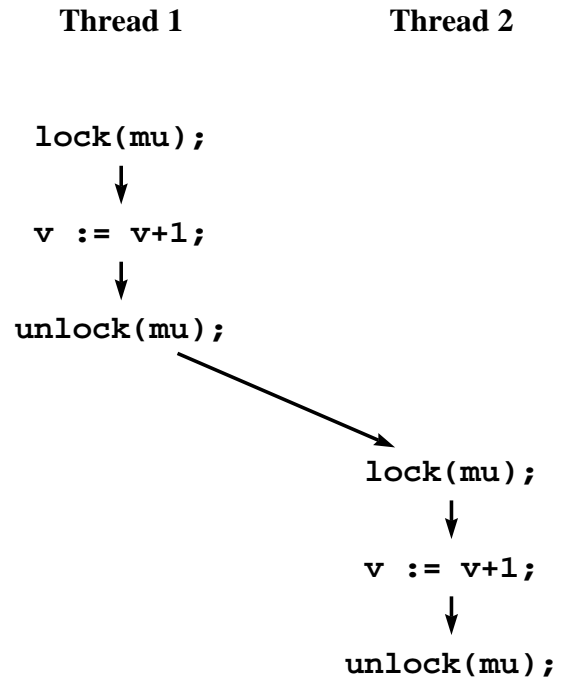 Thread 1 Thread 2
lock(mu);
v := v+1;
unlock(mu);
lock(mu);
v := v+1;
unlock(mu);